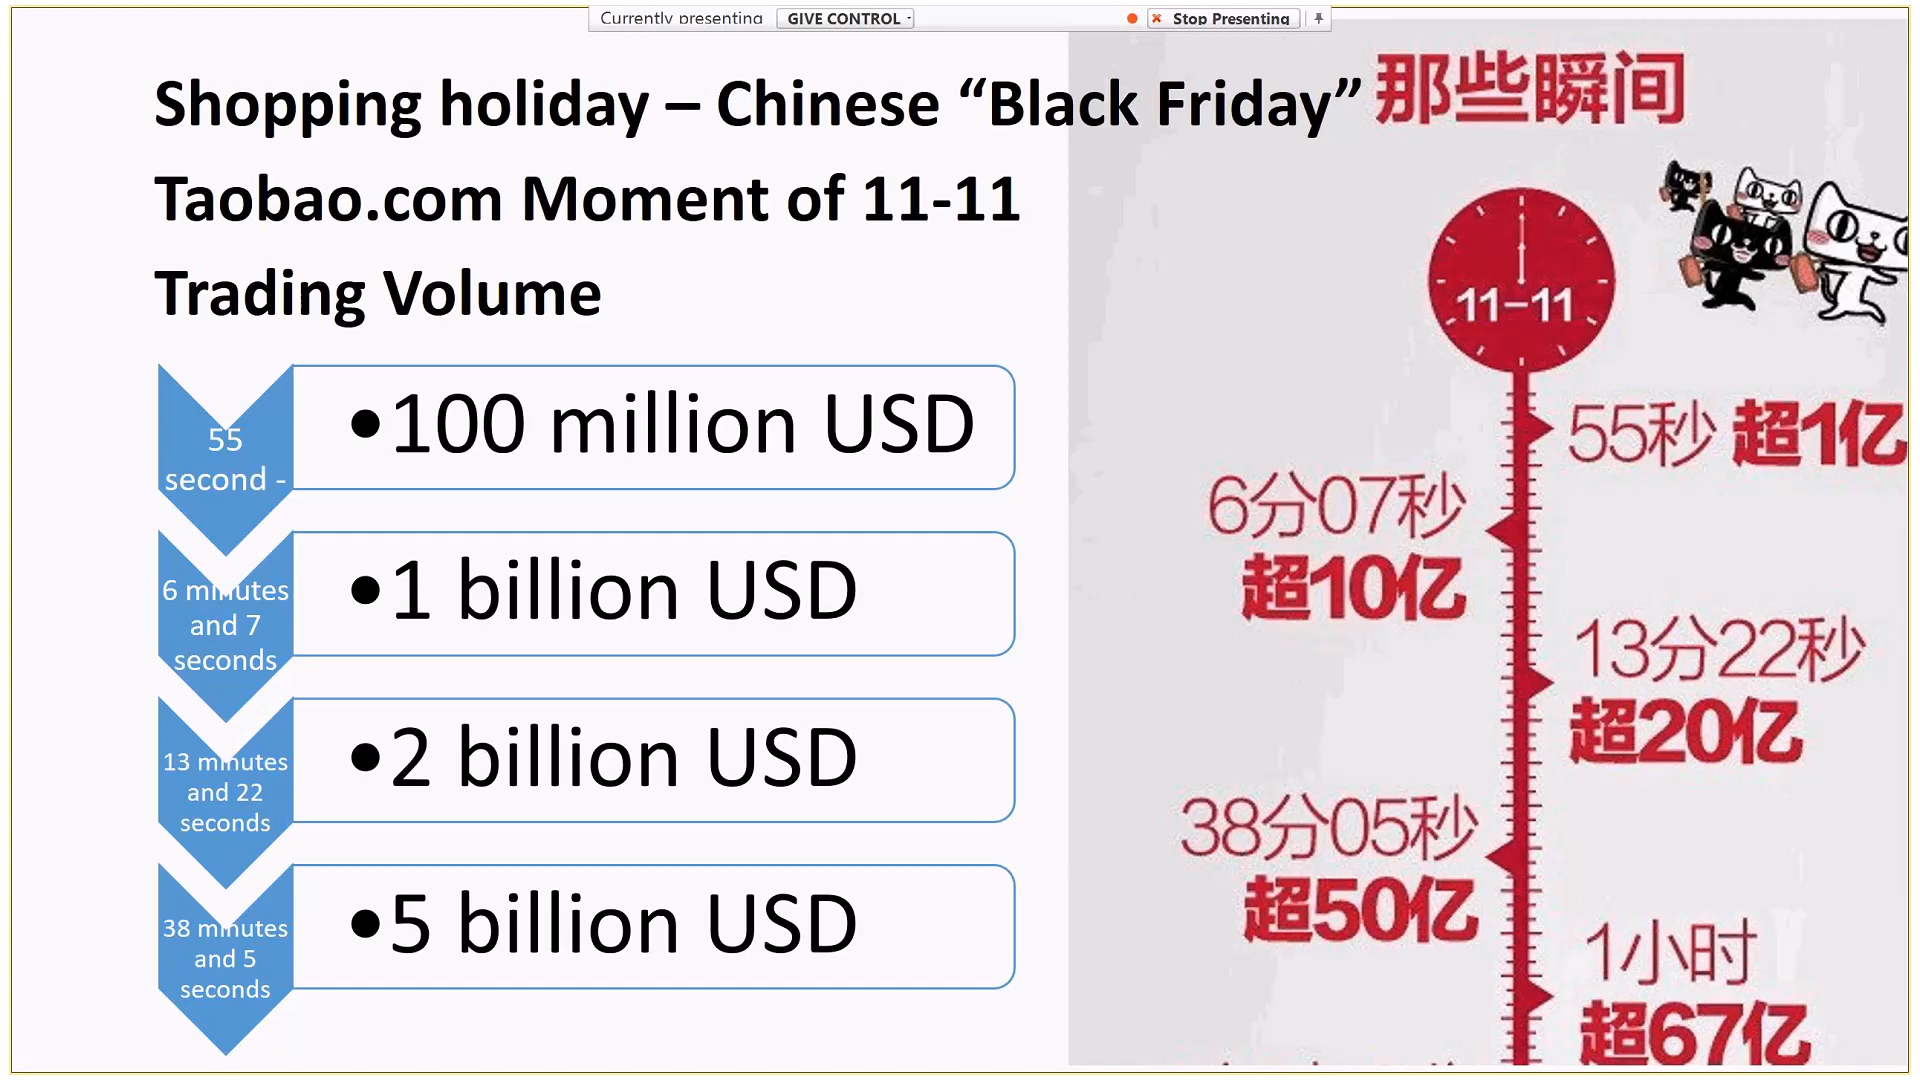 Currently presenting
GIVE CONTROL
Stop Presenting
Shopping holiday – Chinese “Black Friday”
Taobao.com Moment of 11-11
Trading Volume
55
second -
•100 million USD
6 minutes
and 7
seconds
•1 billion USD
13 minutes
and 22
seconds
•2 billion USD
38 minutes
and 5
seconds
•5 billion USD
那些瞬间
11-11
55秒 超1亿
6分07秒
超10亿
13分22秒
超20亿
38分05秒
超50亿
1小时
超67亿